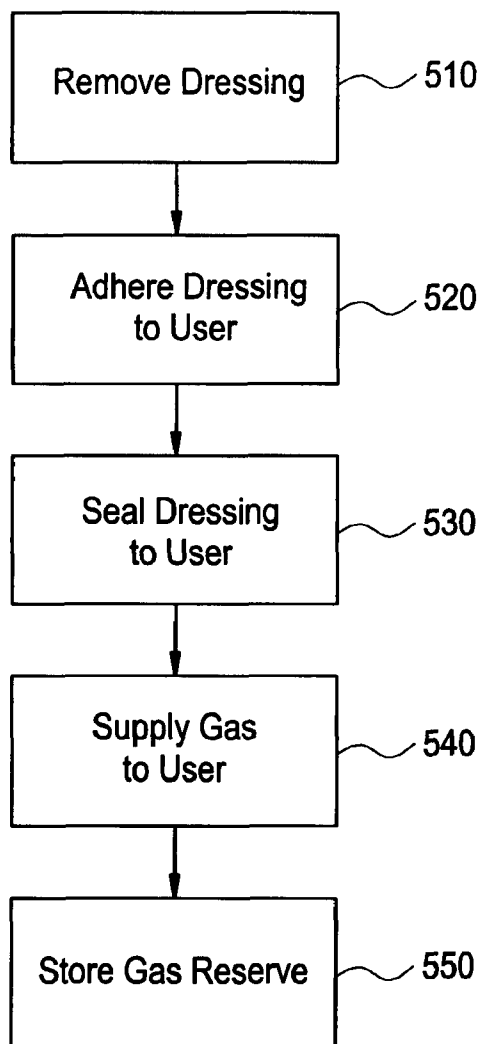 Remove Dressing
510
Adhere Dressing
to User
520
Seal Dressing
to User
530
Supply Gas
to User
540
Store Gas Reserve
550